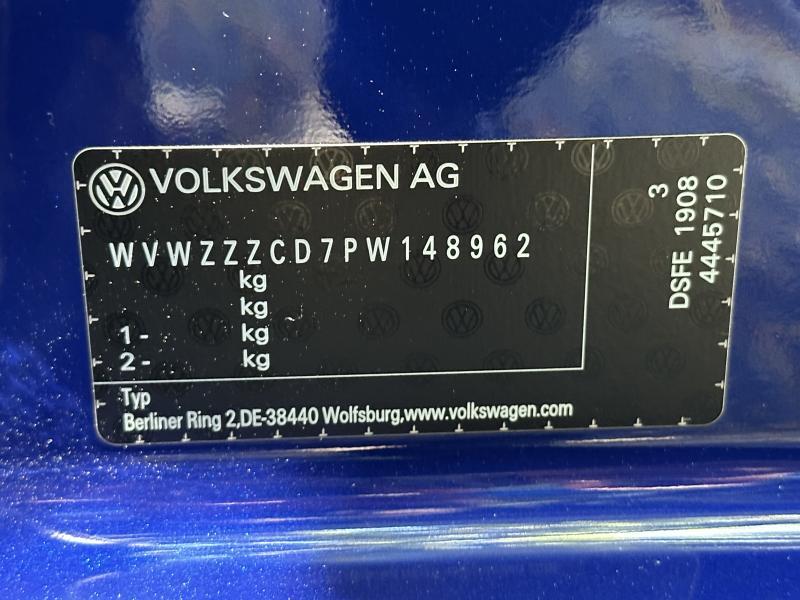 VOLKSWAGEN AG
WVWZZZCD7PW148962
kg
kg
1- kg
2- kg
Typ
Berliner Ring 2,DE-38440 Wolfsburg,www.volkswagen.com
3
DSFE 1908
4445710